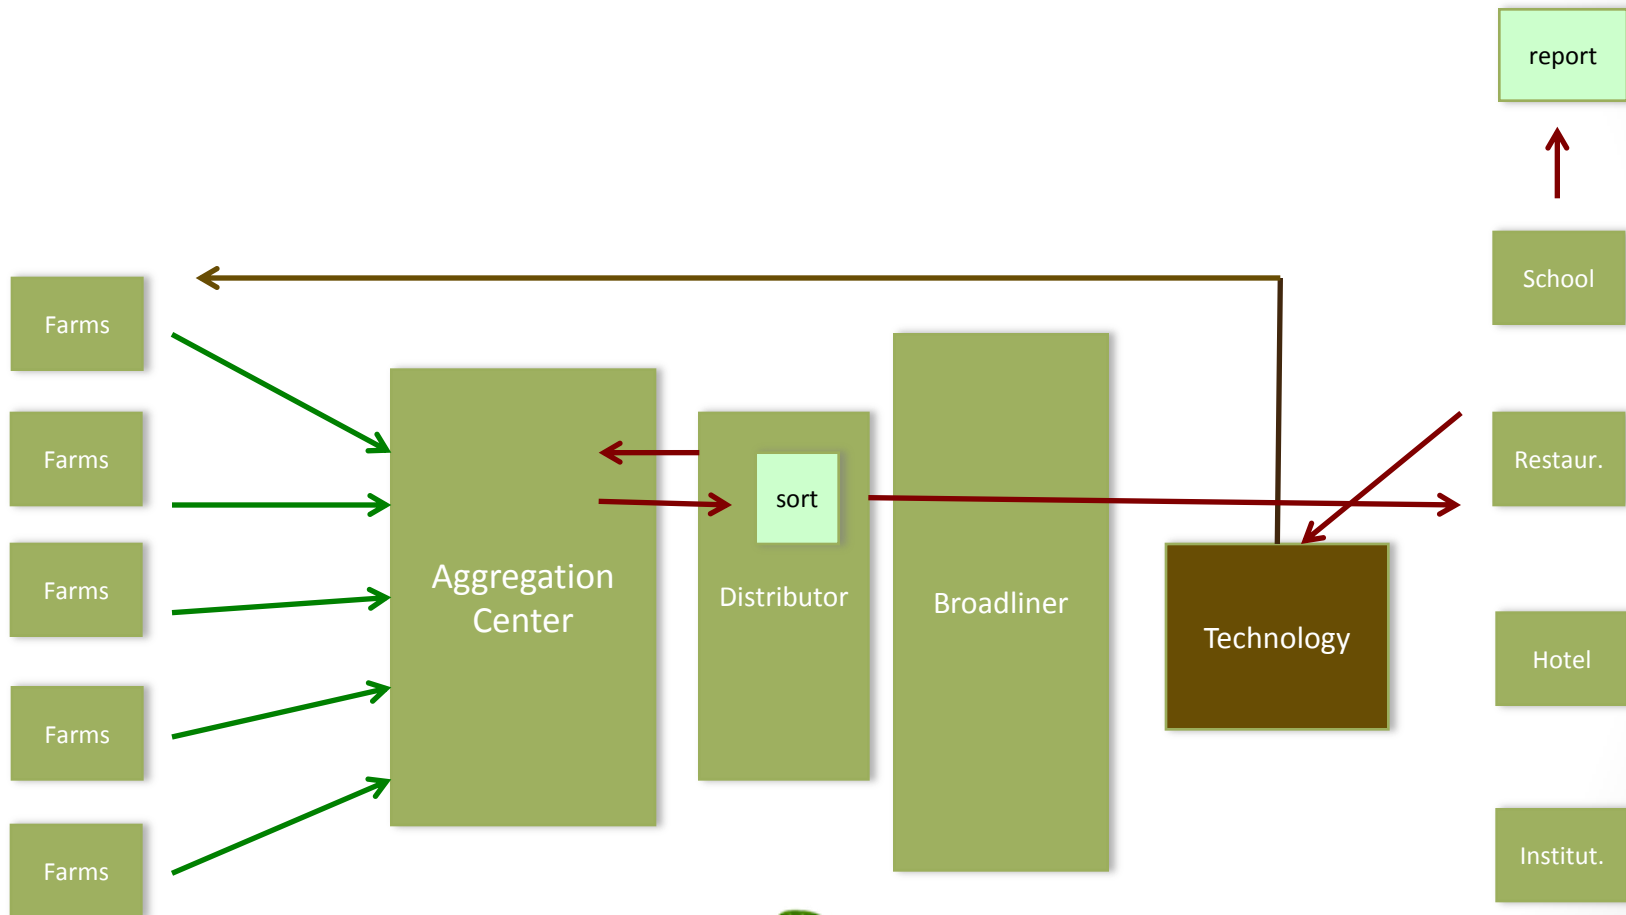 report
School
Farms
Farms
Restaur.
sort
Aggregation
Center
Distributor
Broadliner
Farms
Technology
Hotel
Farms
Institut.
Farms